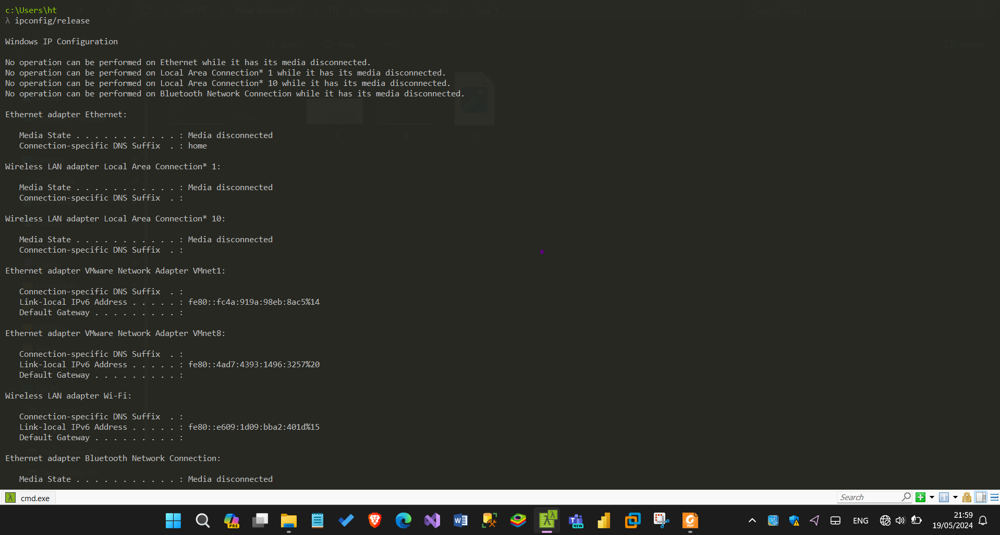 c:\Users\ht
λ ipconfig/release
Windows IP Configuration
No operation can be performed on Ethernet while it has its media disconnected.
No operation can be performed on Local Area Connection* 1 while it has its media disconnected.
No operation can be performed on Local Area Connection* 10 while it has its media disconnected.
No operation can be performed on Bluetooth Network Connection while it has its media disconnected.
Ethernet adapter Ethernet:
Media State . . . . . . . . . . . : Media disconnected
Connection-specific DNS Suffix  . : home
Wireless LAN adapter Local Area Connection* 1:
Media State . . . . . . . . . . . : Media disconnected
Connection-specific DNS Suffix  . :
Wireless LAN adapter Local Area Connection* 10:
Media State . . . . . . . . . . . : Media disconnected
Connection-specific DNS Suffix  . :
Ethernet adapter VMware Network Adapter VMnet1:
Connection-specific DNS Suffix  . :
Link-local IPv6 Address . . . . . : fe80::fc4a:919a:98eb:8ac5%14
Default Gateway . . . . . . . . . :
Ethernet adapter VMware Network Adapter VMnet8:
Connection-specific DNS Suffix  . :
Link-local IPv6 Address . . . . . : fe80::4ad7:4393:1496:3257%20
Default Gateway . . . . . . . . . :
Wireless LAN adapter Wi-Fi:
Connection-specific DNS Suffix  . :
Link-local IPv6 Address . . . . . : fe80::e609:1d09:bba2:401d%15
Default Gateway . . . . . . . . . :
Ethernet adapter Bluetooth Network Connection:
Media State . . . . . . . . . . . : Media disconnected
cmd.exe
Search
PRE
NEW
PDF
ENG
21:59
19/05/2024